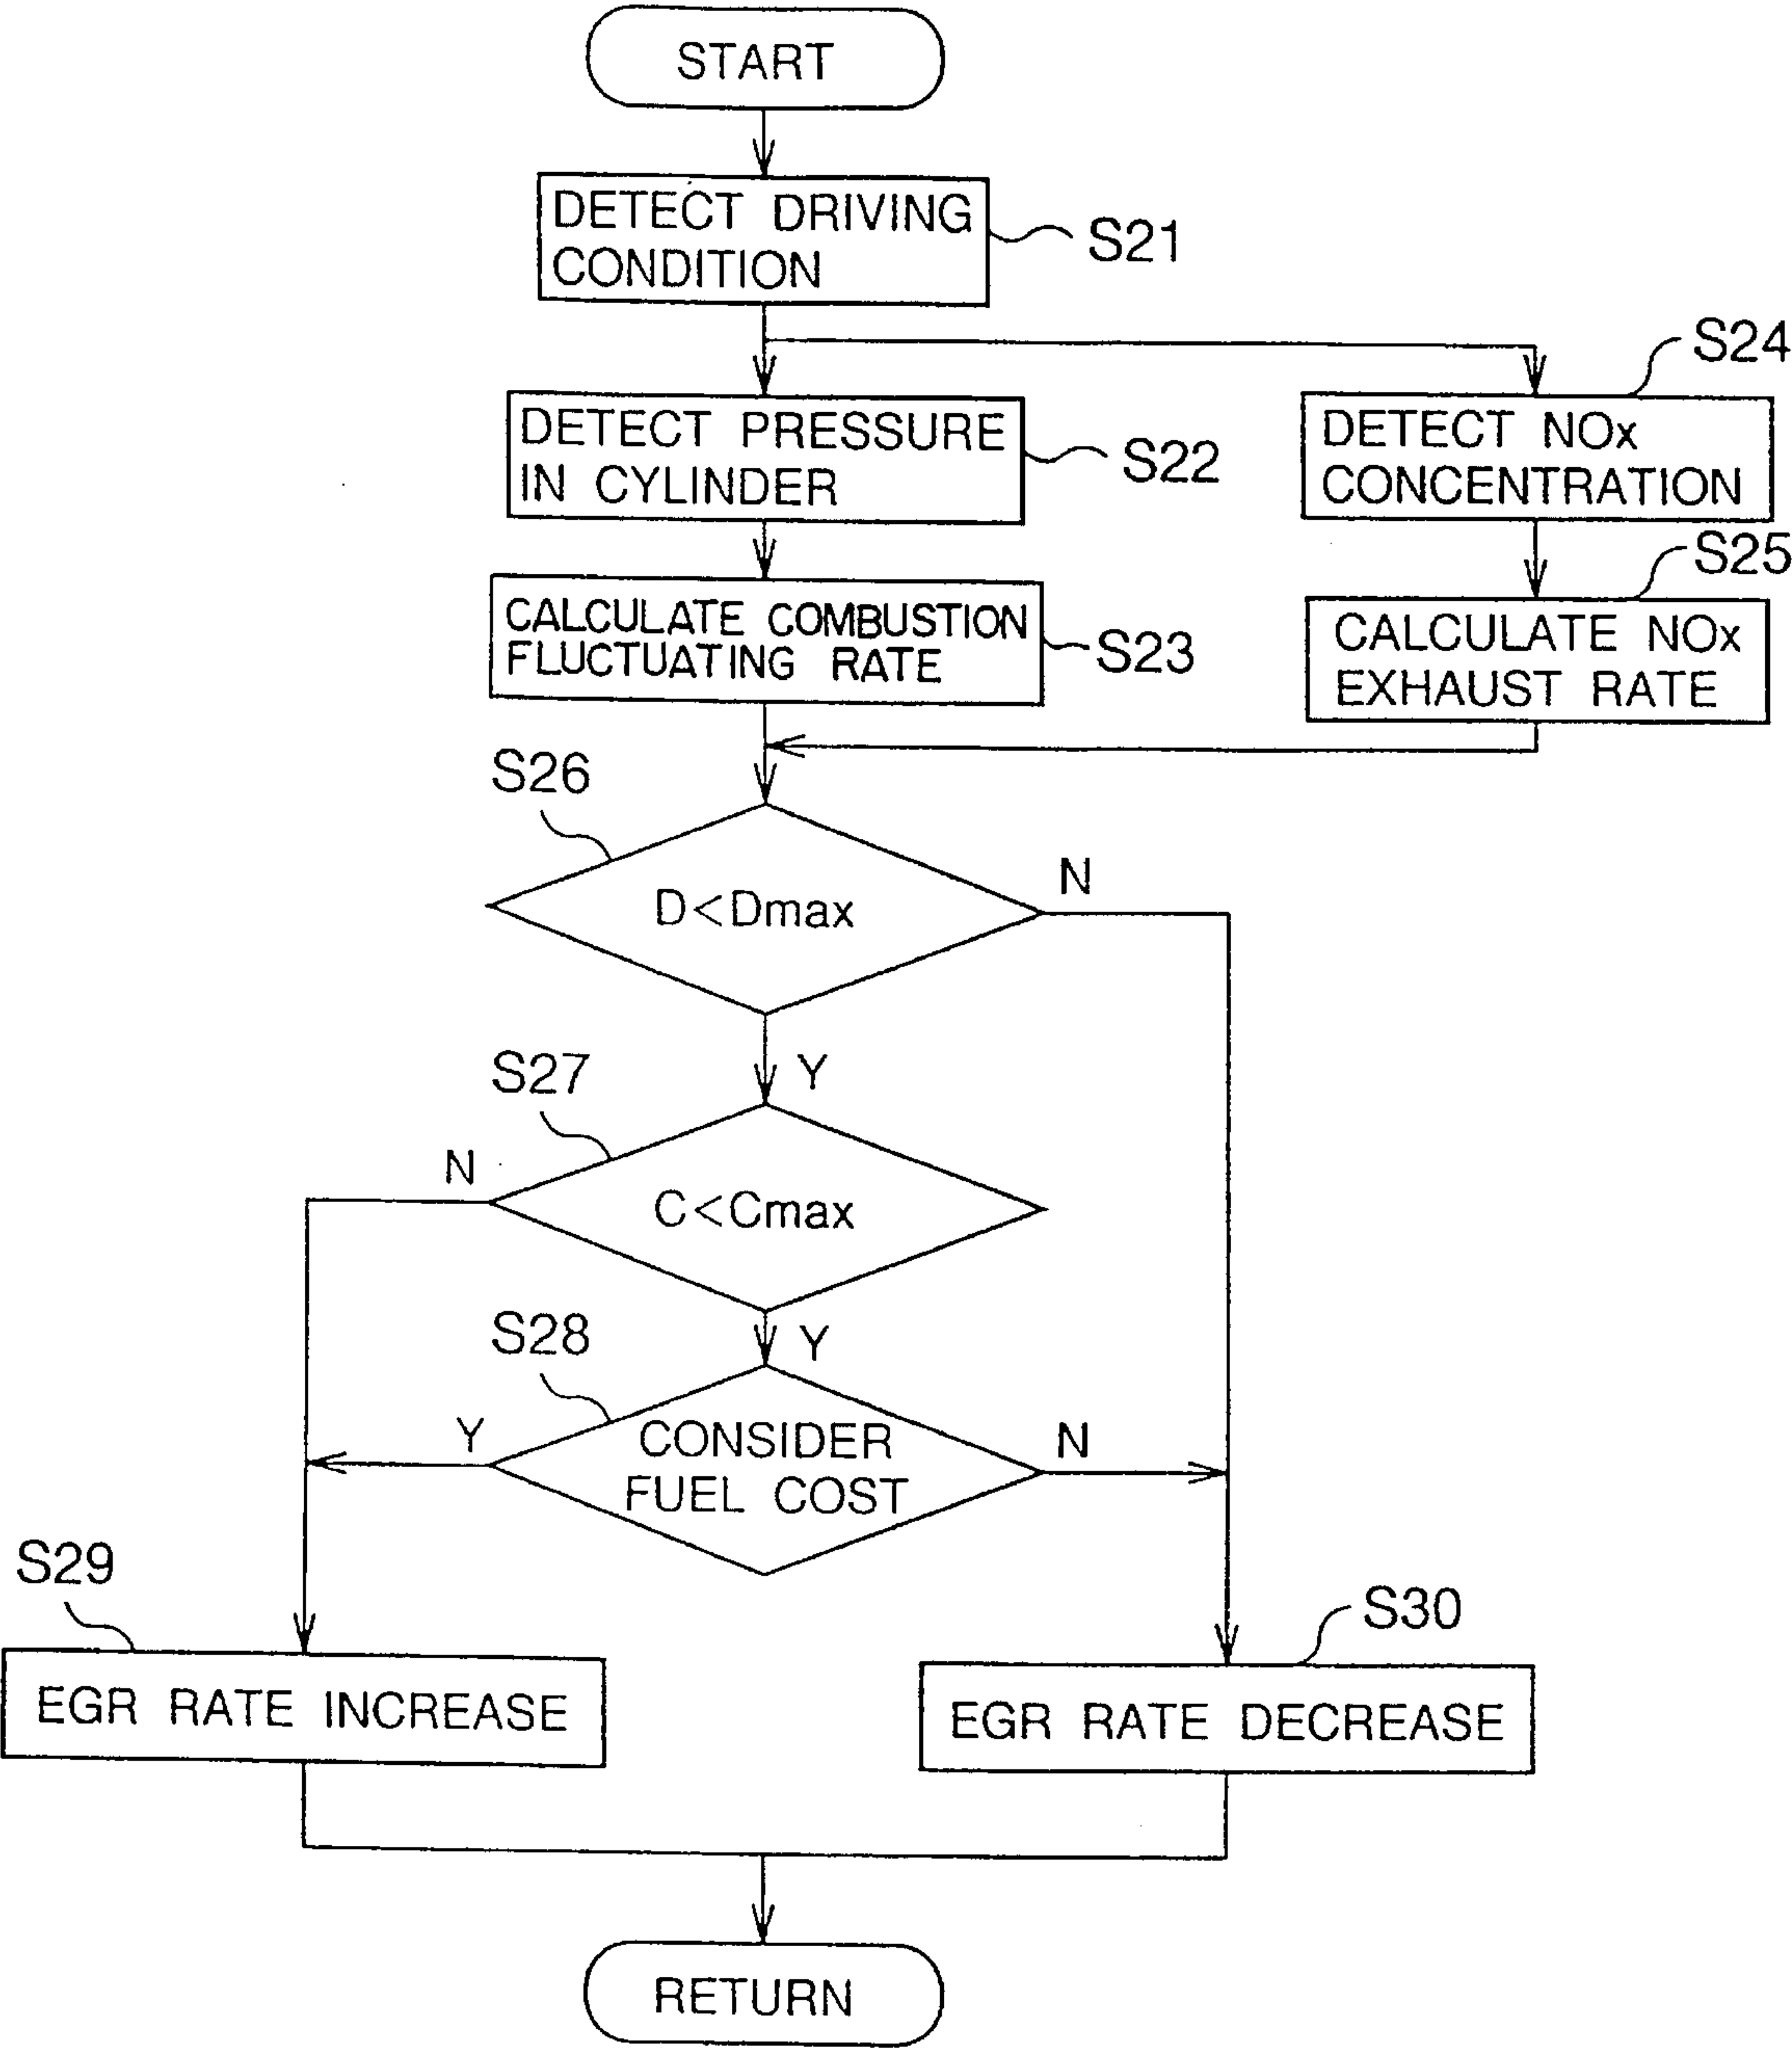 START
DETECT DRIVING
CONDITION
S21
S24
DETECT PRESSURE
IN CYLINDER
S22
DETECT NOx
CONCENTRATION
S25
CALCULATE COMBUSTION
FLUCTUATING RATE
S23
CALCULATE NOx
EXHAUST RATE
S26
D<Dmax
N
Y
S27
N
C<Cmax
Y
S28
Y
CONSIDER
FUEL COST
N
S29
EGR RATE INCREASE
S30
EGR RATE DECREASE
RETURN